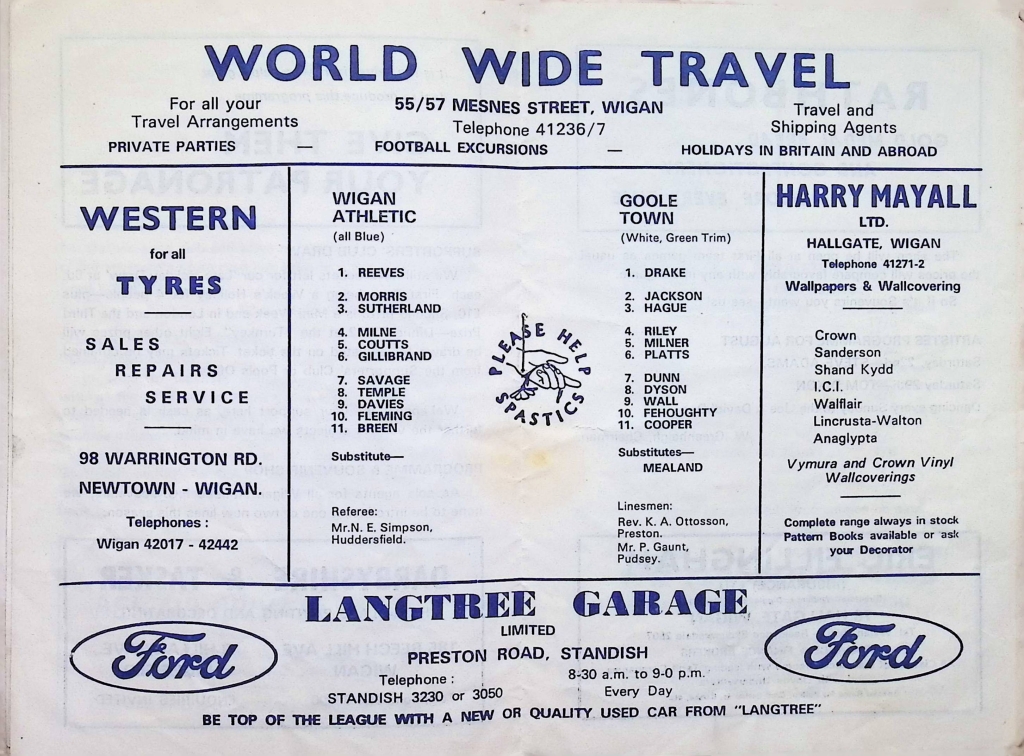 WORLD WIDE TRAVEL
For all your
Travel Arrangements
PRIVATE PARTIES —
55/57 MESNES STREET, WIGAN
Telephone 41236/7
FOOTBALL EXCURSIONS —
Travel and
Shipping Agents
HOLIDAYS IN BRITAIN AND ABROAD
WESTERN
for all
TYRES
SALES
REPAIRS
SERVICE
98 WARRINGTON RD.
NEWTOWN - WIGAN.
Telephones :
Wigan 42017 - 42442
WIGAN
ATHLETIC
(all Blue)
1. REEVES
2. MORRIS
3. SUTHERLAND
4. MILNE
5. COUTTS
6. GILLIBRAND
7. SAVAGE
8. TEMPLE
9. DAVIES
10. FLEMING
11. BREEN
Substitute—
Referee:
Mr.N. E. Simpson,
Huddersfield.
PLEASE HELP
SPASTICS
GOOLE
TOWN
(White, Green Trim)
1. DRAKE
2. JACKSON
3. HAGUE
4. RILEY
5. MILNER
6. PLATTS
7. DUNN
8. DYSON
9. WALL
10. FEHOUGHTY
11. COOPER
Substitutes—
MEALAND
Linesmen:
Rev. K. A. Ottosson,
Preston.
Mr. P. Gaunt,
Pudsey.
HARRY MAYALL
LTD.
HALLGATE, WIGAN
Telephone 41271-2
Wallpapers & Wallcovering
Crown
Sanderson
Shand Kydd
I.C.I.
Walflair
Lincrusta-Walton
Anaglypta
Vymura and Crown Vinyl
Wallcoverings
Complete range always in stock
Pattern Books available or ask
your Decorator
LANGTREE GARAGE
LIMITED
PRESTON ROAD, STANDISH
Telephone :
STANDISH 3230 or 3050
8-30 a.m. to 9-0 p.m.
Every Day
BE TOP OF THE LEAGUE WITH A NEW OR QUALITY USED CAR FROM "LANGTREE"
Ford
Ford